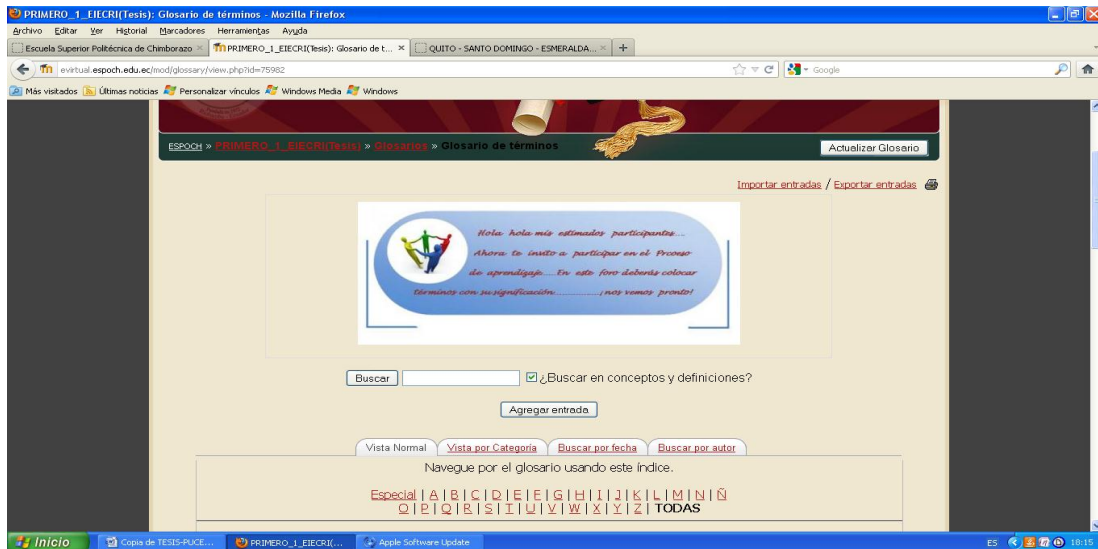 PRIMERO_1_EIECRI(Tesis): Glosario de términos - Mozilla Firefox
Archivo Editar Ver Historial Marcadores Herramientas Ayuda
Escuela Superior Politécnica de Chimborazo × PRIMERO_1_EIECRI(Tesis): Glosario de t... × QUITO - SANTO DOMINGO - ESMERALDA... × +
evirtual.espoch.edu.ec/mod/glossary/view.php?id=75982 Google
Más visitados Últimas noticias Personalizar vínculos Windows Media Windows
ESPOCH » PRIMERO_1_EIECRI(Tesis) » Glosarios » Glosario de términos Actualizar Glosario
Importar entradas / Exportar entradas
Hola hola mis estimados participantes...
Ahora te invito a participar en el Proceso
de aprendizaje.....En este foro deberás colocar
términos con su significación..............¡nos vemos pronto!
Buscar ¿Buscar en conceptos y definiciones?
Agregar entrada
Vista Normal Vista por Categoría Buscar por fecha Buscar por autor
Navegue por el glosario usando este índice.
Especial | A | B | C | D | E | F | G | H | I | J | K | L | M | N | Ñ
O | P | Q | R | S | T | U | V | W | X | Y | Z | TODAS
Inicio Copia de TESIS-PUCE... PRIMERO_1_EIECRI(... Apple Software Update ES 18:15